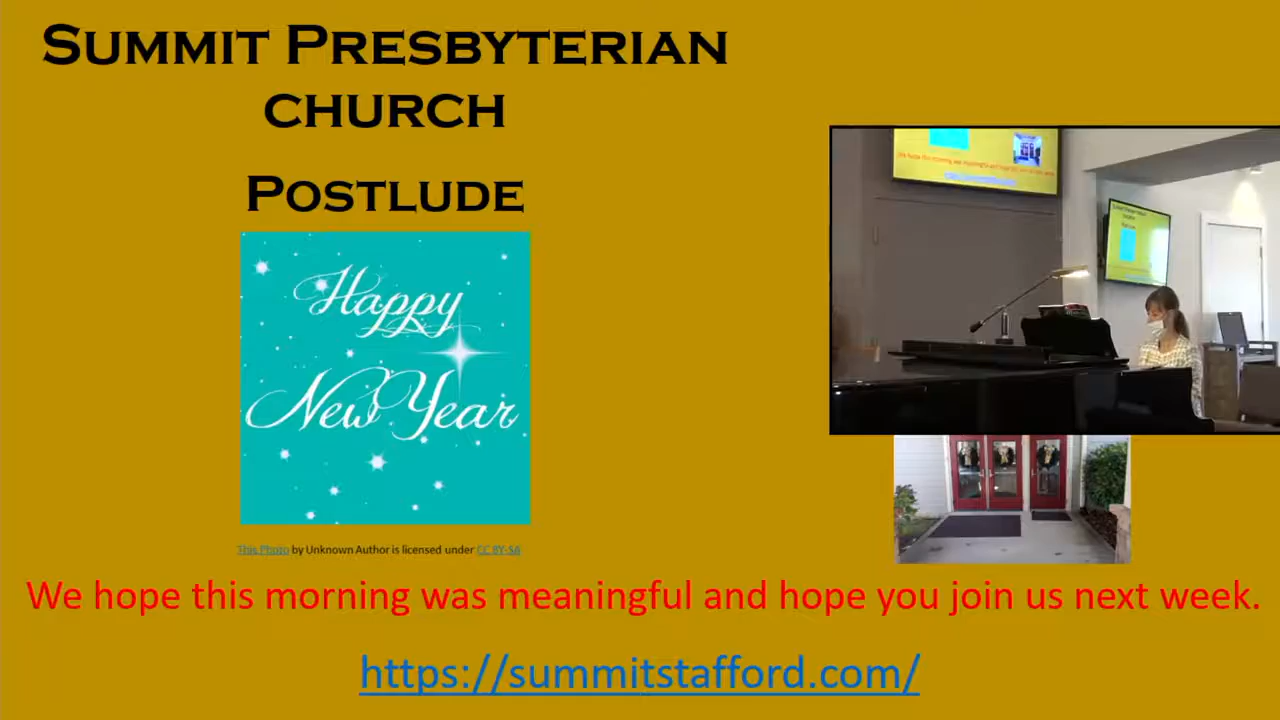 SUMMIT PRESBYTERIAN
CHURCH
POSTLUDE
Happy
New Year
This Photo by Unknown Author is licensed under CC BY-SA
We hope this morning was meaningful and hope you join us next week.
https://summitstafford.com/